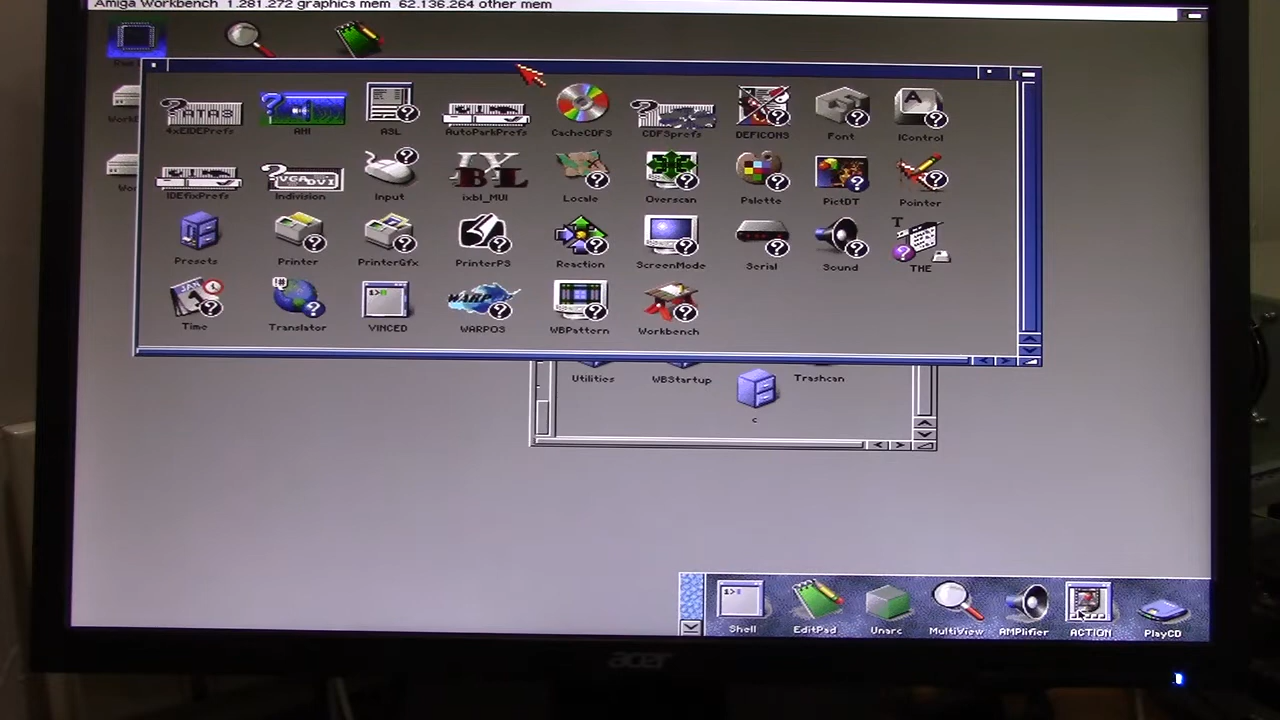 Amiga Workbench 1.281.272 graphics mem 62.136.264 other mem
4xEIDEPrefs AHI ASL AutoParkPrefs CacheCDFS CDFSprefs DEFICONS Font IControl
IDEfixPrefs Indivision Input ixbl_MUI Locale Overscan Palette PictDT Pointer
Presets Printer PrinterGfx PrinterPS Reaction ScreenMode Serial Sound THE
Time Translator VINCED WARPOS WBPattern Workbench
Utilities WBStartup Trashcan
c
Shell EditPad Unarc MultiView AMPlifier ACTION PlayCD
acer